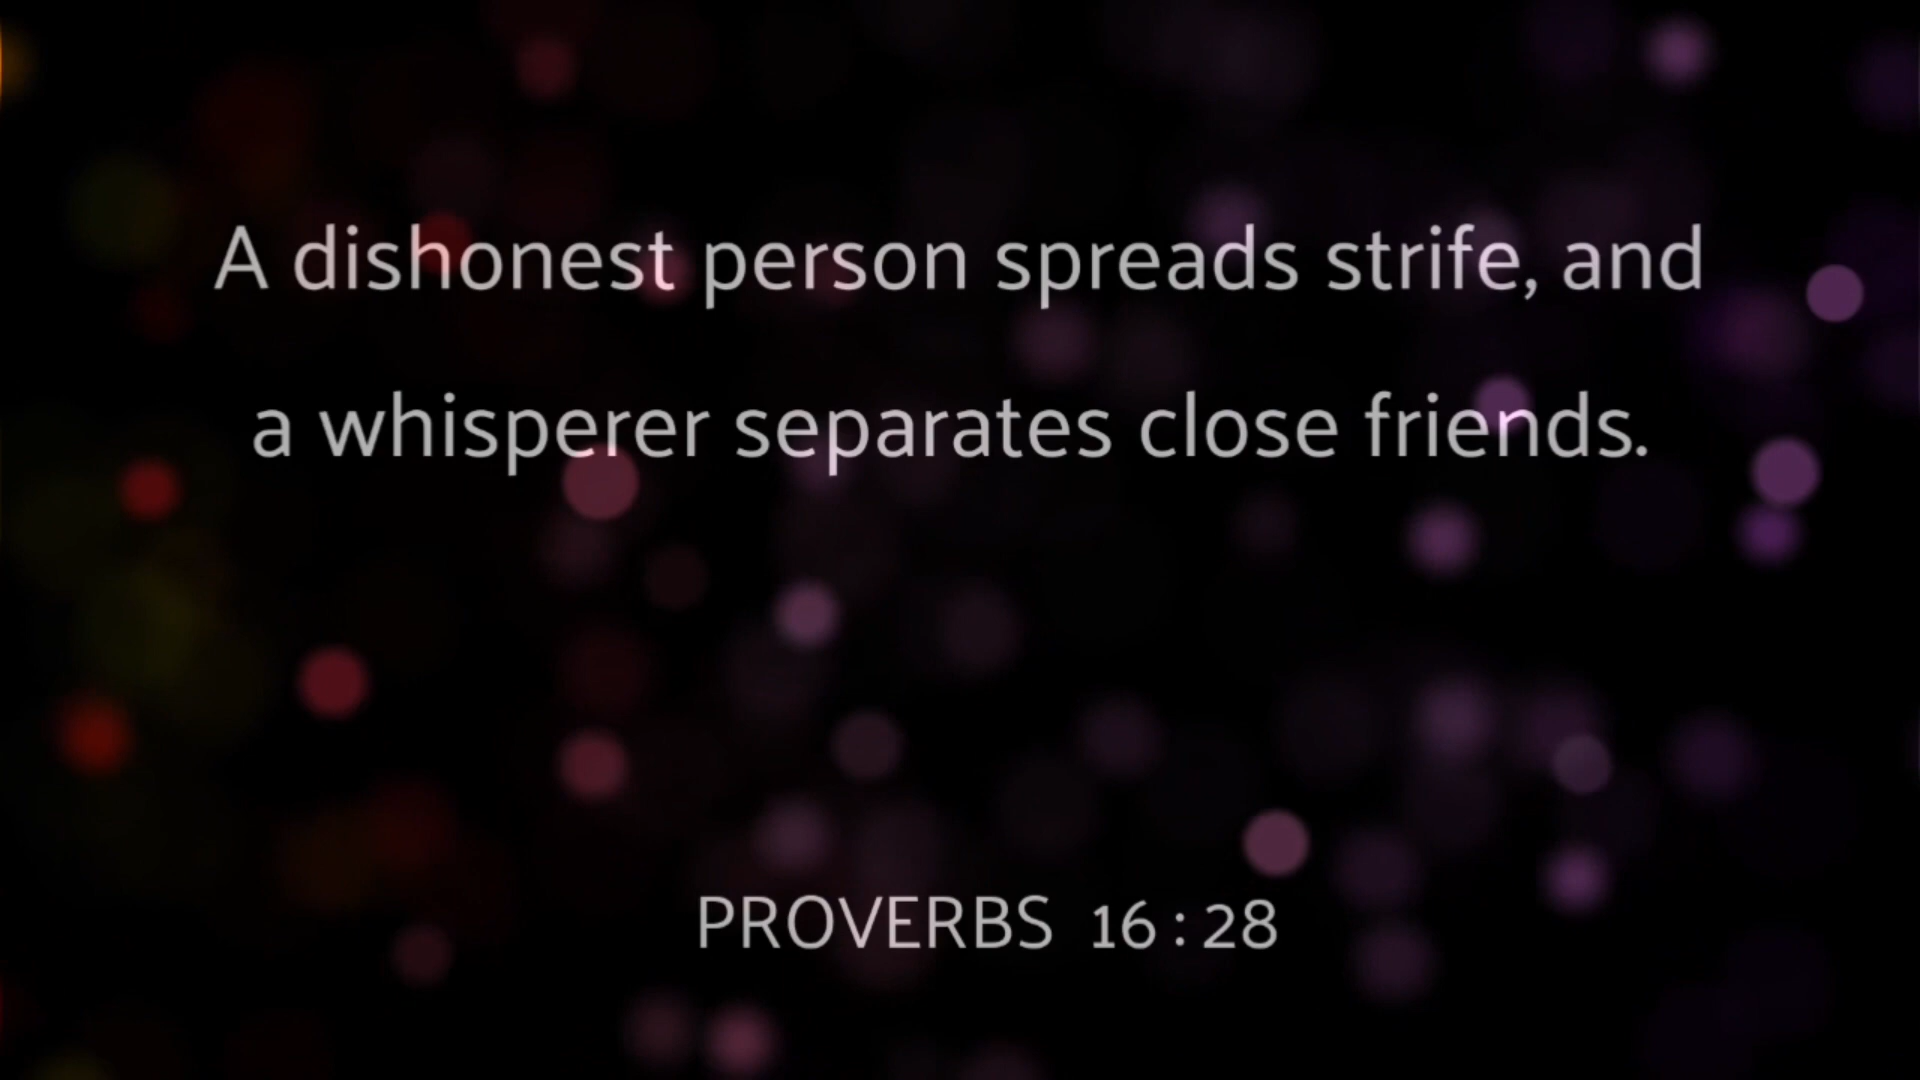 A dishonest person spreads strife, and
a whisperer separates close friends.
PROVERBS 16:28